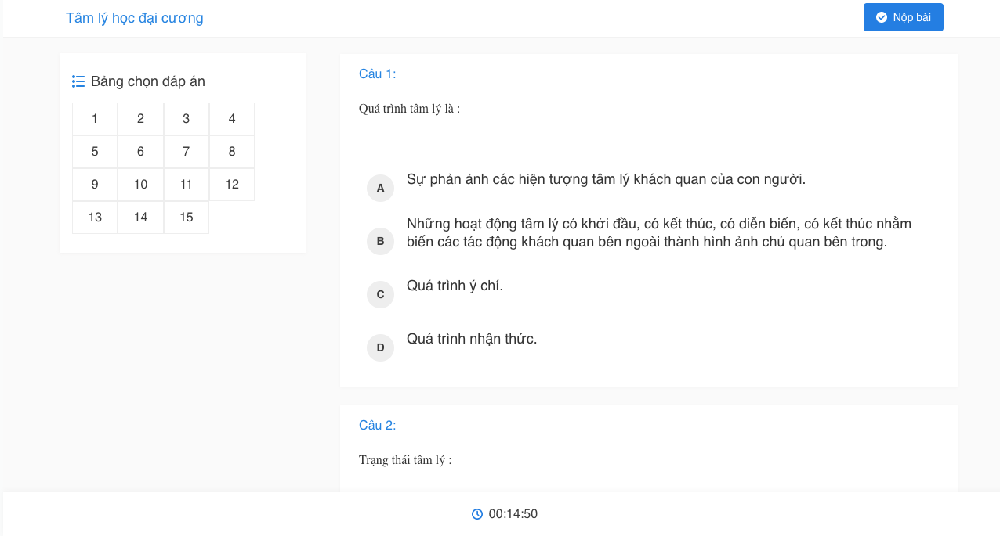 Tâm lý học đại cương
Nộp bài
Bảng chọn đáp án
1 2 3 4
5 6 7 8
9 10 11 12
13 14 15
Câu 1:
Quá trình tâm lý là :
A Sự phản ảnh các hiện tượng tâm lý khách quan của con người.
B Những hoạt động tâm lý có khởi đầu, có kết thúc, có diễn biến, có kết thúc nhằm
biến các tác động khách quan bên ngoài thành hình ảnh chủ quan bên trong.
C Quá trình ý chí.
D Quá trình nhận thức.
Câu 2:
Trạng thái tâm lý :
00:14:50